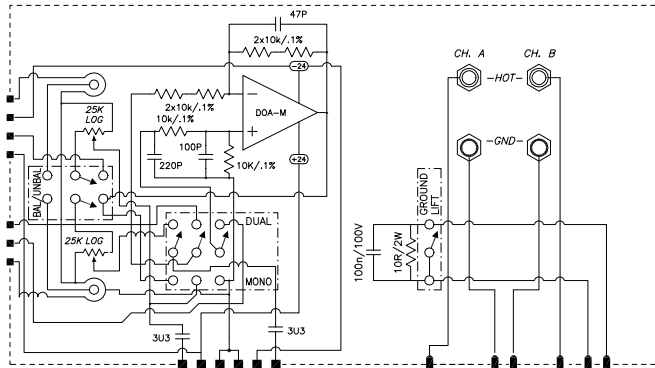 47P
2x10k/.1%
-24
CH. A
CH. B
-HOT-
25K
LOG
2x10k/.1%
10k/.1%
DOA-M
100P
220P
+24
10K/.1%
-GND-
BAL/UNBAL
GROUND
LIFT
DUAL
25K LOG
100n/100V
10R/2W
MONO
3U3
3U3